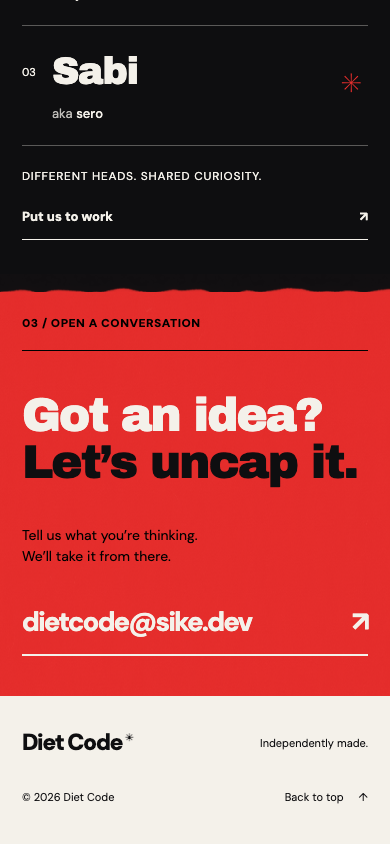 03 Sabi
aka sero
DIFFERENT HEADS. SHARED CURIOSITY.
Put us to work ↗
03 / OPEN A CONVERSATION
Got an idea?
Let’s uncap it.
Tell us what you’re thinking.
We’ll take it from there.
dietcode@sike.dev ↗
Diet Code*
Independently made.
© 2026 Diet Code
Back to top ↑